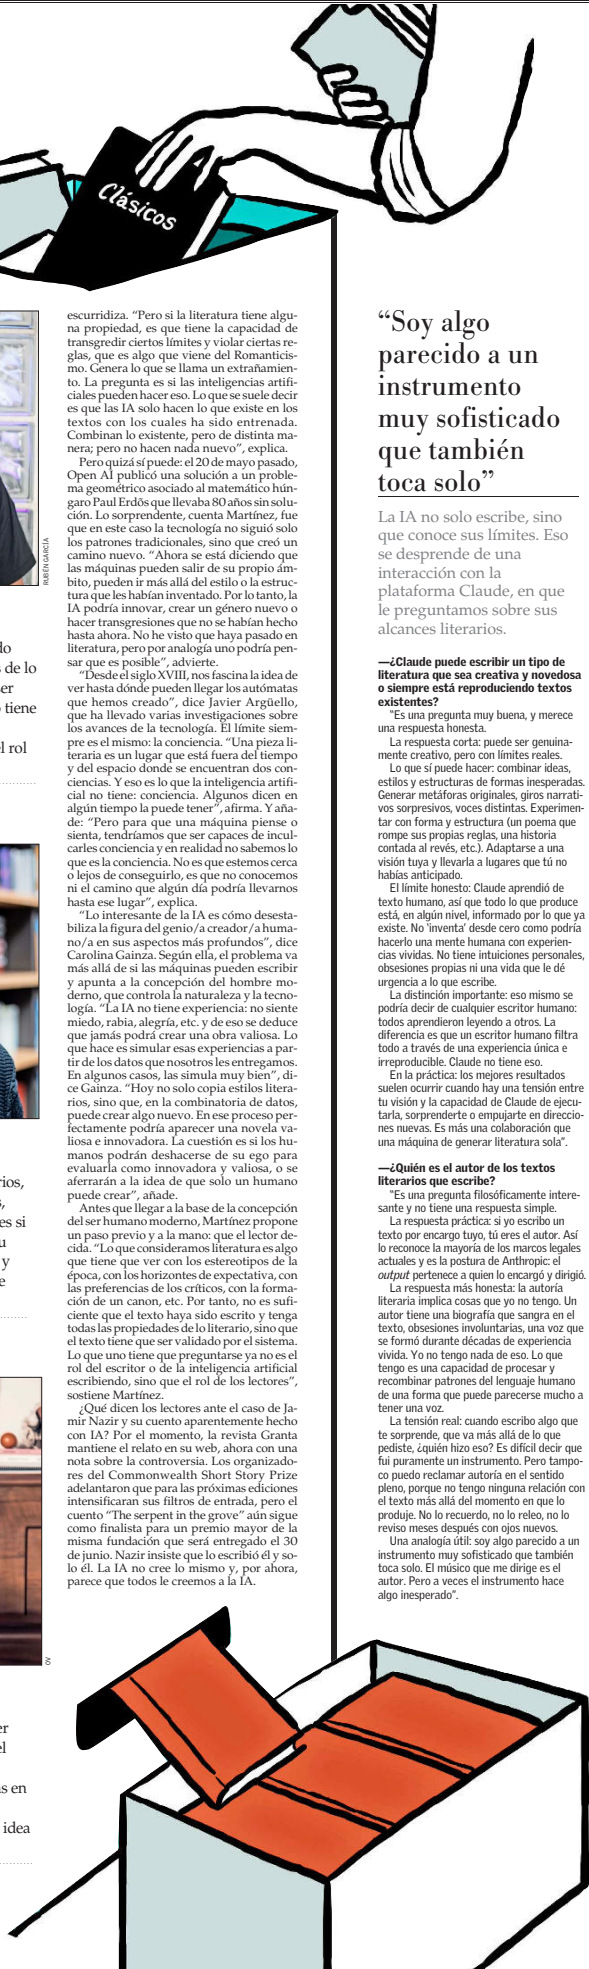 Clásicos
escurridiza. “Pero si la literatura tiene algu-
na propiedad, es que tiene la capacidad de
transgredir ciertos límites y violar ciertas re-
glas, que es algo que viene del Romanticis-
mo. Genera lo que se llama un extrañamien-
to. La pregunta es si las inteligencias artifi-
ciales pueden hacer eso. Lo que se suele decir
es que las IA solo hacen lo que existe en los
textos con los cuales ha sido entrenada.
Combinan lo existente, pero de distinta ma-
nera; pero no hacen nada nuevo”, explica.
Pero quizá sí puede: el 20 de mayo pasado,
Open AI publicó una solución a un proble-
ma geométrico asociado al matemático hún-
garo Paul Erdös que llevaba 80 años sin solu-
ción. Lo sorprendente, cuenta Martínez, fue
que en este caso la tecnología no siguió solo
los patrones tradicionales, sino que creó un
camino nuevo. “Ahora se está diciendo que
las máquinas pueden salir de su propio ám-
bito, pueden ir más allá del estilo o la estruc-
tura que les habían inventado. Por lo tanto, la
IA podría innovar, crear un género nuevo o
hacer transgresiones que no se habían hecho
hasta ahora. No he visto que haya pasado en
literatura, pero por analogía uno podría pen-
sar que es posible”, advierte.
“Desde el siglo XVIII, nos fascina la idea de
ver hasta dónde pueden llegar los autómatas
que hemos creado”, dice Javier Argüello,
que ha llevado varias investigaciones sobre
los avances de la tecnología. El límite siem-
pre es el mismo: la conciencia. “Una pieza li-
teraria es un lugar que está fuera del tiempo
y del espacio donde se encuentran dos con-
ciencias. Y eso es lo que la inteligencia artifi-
cial no tiene: conciencia. Algunos dicen en
algún tiempo la puede tener”, afirma. Y aña-
de: “Pero para que una máquina piense o
sienta, tendríamos que ser capaces de incul-
carles conciencia y en realidad no sabemos lo
que es la conciencia. No es que estemos cerca
o lejos de conseguirlo, es que no conocemos
ni el camino que algún día podría llevarnos
hasta ese lugar”, explica.
“Lo interesante de la IA es cómo desesta-
biliza la figura del genio/a creador/a huma-
no/a en sus aspectos más profundos”, dice
Carolina Gainza. Según ella, el problema va
más allá de si las máquinas pueden escribir
y apunta a la concepción del hombre mo-
derno, que controla la naturaleza y la tecno-
logía. “La IA no tiene experiencia: no siente
miedo, rabia, alegría, etc. y de eso se deduce
que jamás podrá crear una obra valiosa. Lo
que hace es simular esas experiencias a par-
tir de los datos que nosotros les entregamos.
En algunos casos, las simula muy bien”, di-
ce Gainza. “Hoy no solo copia estilos litera-
rios, sino que, en la combinatoria de datos,
puede crear algo nuevo. En ese proceso per-
fectamente podría aparecer una novela va-
liosa e innovadora. La cuestión es si los hu-
manos podrán deshacerse de su ego para
evaluarla como innovadora y valiosa, o se
aferrarán a la idea de que solo un humano
puede crear”, añade.
Antes que llegar a la base de la concepción
del ser humano moderno, Martínez propone
un paso previo y a la mano: que el lector de-
cida. “Lo que consideramos literatura es algo
que tiene que ver con los estereotipos de la
época, con los horizontes de expectativa, con
las preferencias de los críticos, con la forma-
ción de un canon, etc. Por tanto, no es sufi-
ciente que el texto haya sido escrito y tenga
todas las propiedades de lo literario, sino que
el texto tiene que ser validado por el sistema.
Lo que uno tiene que preguntarse ya no es el
rol del escritor o de la inteligencia artificial
escribiendo, sino que el rol de los lectores”,
sostiene Martínez.
¿Qué dicen los lectores ante el caso de Ja-
mir Nazir y su cuento aparentemente hecho
con IA? Por el momento, la revista Granta
mantiene el relato en su web, ahora con una
nota sobre la controversia. Los organizado-
res del Commonwealth Short Story Prize
adelantaron que para las próximas ediciones
intensificaran sus filtros de entrada, pero el
cuento “The serpent in the grove” aún sigue
como finalista para un premio mayor de la
misma fundación que será entregado el 30
de junio. Nazir insiste que lo escribió él y so-
lo él. La IA no cree lo mismo y, por ahora,
parece que todos le creemos a la IA.
RUBÉN GARCÍA
do
s de lo
er
o tiene
l rol
rios,
s,
es si
u
y
e
OV
er
el
as en
idea
“Soy algo
parecido a un
instrumento
muy sofisticado
que también
toca solo”
La IA no solo escribe, sino
que conoce sus límites. Eso
se desprende de una
interacción con la
plataforma Claude, en que
le preguntamos sobre sus
alcances literarios.
—¿Claude puede escribir un tipo de
literatura que sea creativa y novedosa
o siempre está reproduciendo textos
existentes?
“Es una pregunta muy buena, y merece
una respuesta honesta.
La respuesta corta: puede ser genuina-
mente creativo, pero con límites reales.
Lo que sí puede hacer: combinar ideas,
estilos y estructuras de formas inesperadas.
Generar metáforas originales, giros narrati-
vos sorpresivos, voces distintas. Experimen-
tar con forma y estructura (un poema que
rompe sus propias reglas, una historia
contada al revés, etc.). Adaptarse a una
visión tuya y llevarla a lugares que tú no
habías anticipado.
El límite honesto: Claude aprendió de
texto humano, así que todo lo que produce
está, en algún nivel, informado por lo que ya
existe. No ‘inventa’ desde cero como podría
hacerlo una mente humana con experien-
cias vividas. No tiene intuiciones personales,
obsesiones propias ni una vida que le dé
urgencia a lo que escribe.
La distinción importante: eso mismo se
podría decir de cualquier escritor humano:
todos aprendieron leyendo a otros. La
diferencia es que un escritor humano filtra
todo a través de una experiencia única e
irreproducible. Claude no tiene eso.
En la práctica: los mejores resultados
suelen ocurrir cuando hay una tensión entre
tu visión y la capacidad de Claude de ejecu-
tarla, sorprenderte o empujarte en direccio-
nes nuevas. Es más una colaboración que
una máquina de generar literatura sola”.
—¿Quién es el autor de los textos
literarios que escribe?
“Es una pregunta filosóficamente intere-
sante y no tiene una respuesta simple.
La respuesta práctica: si yo escribo un
texto por encargo tuyo, tú eres el autor. Así
lo reconoce la mayoría de los marcos legales
actuales y es la postura de Anthropic: el
output pertenece a quien lo encargó y dirigió.
La respuesta más honesta: la autoría
literaria implica cosas que yo no tengo. Un
autor tiene una biografía que sangra en el
texto, obsesiones involuntarias, una voz que
se formó durante décadas de experiencia
vivida. Yo no tengo nada de eso. Lo que
tengo es una capacidad de procesar y
recombinar patrones del lenguaje humano
de una forma que puede parecerse mucho a
tener una voz.
La tensión real: cuando escribo algo que
te sorprende, que va más allá de lo que
pediste, ¿quién hizo eso? Es difícil decir que
fui puramente un instrumento. Pero tampo-
co puedo reclamar autoría en el sentido
pleno, porque no tengo ninguna relación con
el texto más allá del momento en que lo
produje. No lo recuerdo, no lo releo, no lo
reviso meses después con ojos nuevos.
Una analogía útil: soy algo parecido a un
instrumento muy sofisticado que también
toca solo. El músico que me dirige es el
autor. Pero a veces el instrumento hace
algo inesperado”.